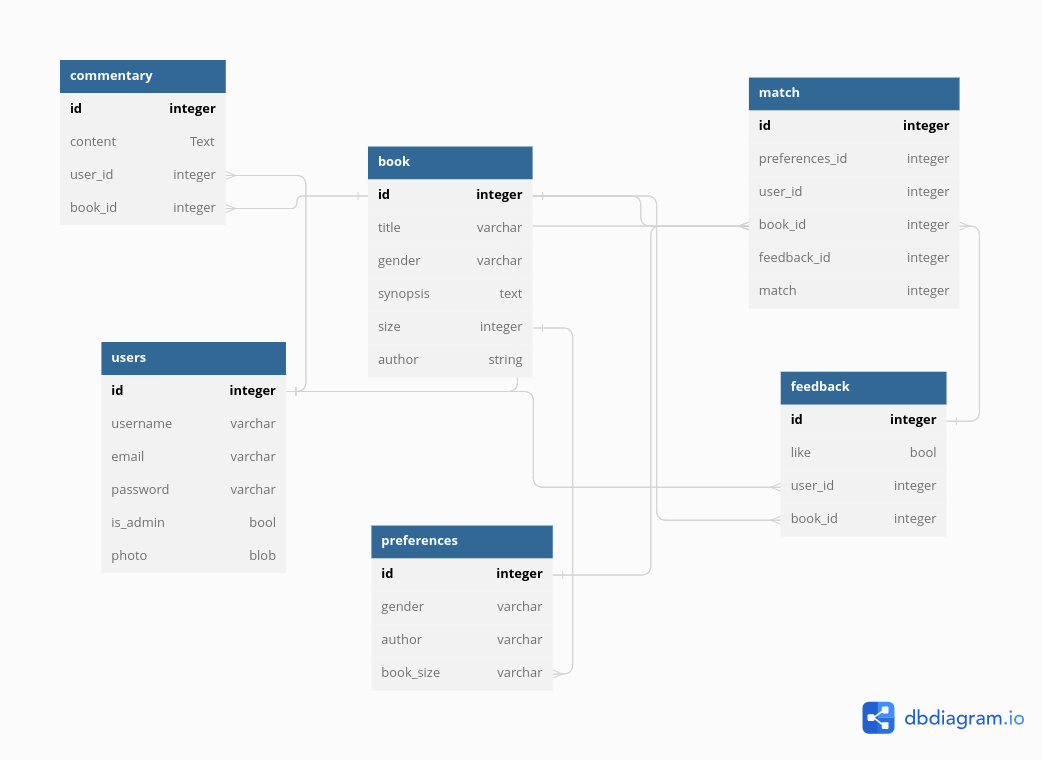 commentary
id integer
content Text
user_id integer
book_id integer
book
id integer
title varchar
gender varchar
synopsis text
size integer
author string
match
id integer
preferences_id integer
user_id integer
book_id integer
feedback_id integer
match integer
users
id integer
username varchar
email varchar
password varchar
is_admin bool
photo blob
feedback
id integer
like bool
user_id integer
book_id integer
preferences
id integer
gender varchar
author varchar
book_size varchar
dbdiagram.io